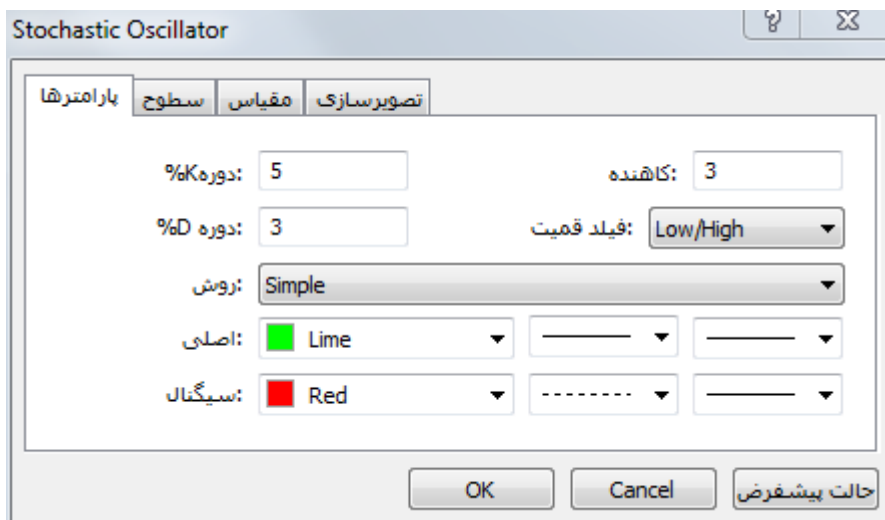 Stochastic Oscillator
پارامترها سطوح مقیاس تصویرسازی
%Kدوره: 5 کاهنده: 3
%D دوره: 3 فیلد قمیت: Low/High
روش: Simple
اصلی: Lime
سیگنال: Red
OK Cancel حالت پیشفرض